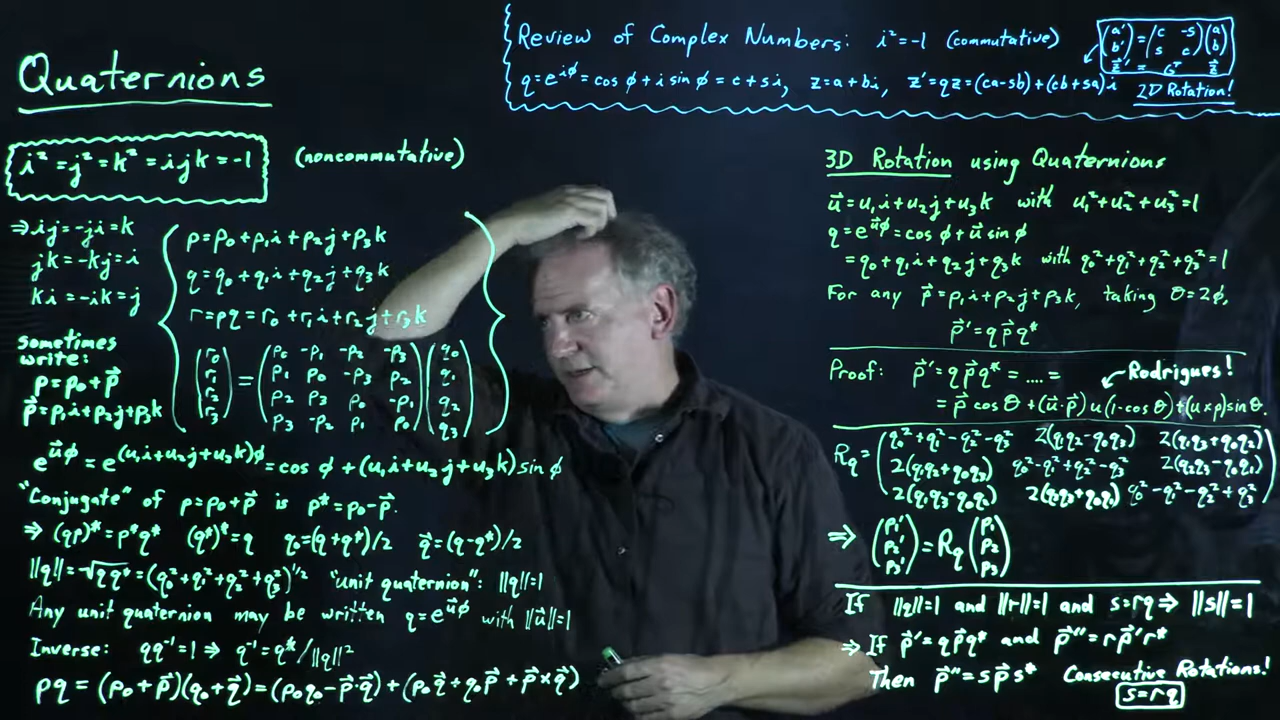 Quaternions
Review of Complex Numbers: i²=-1 (commutative)
q=e^{iϕ}=cos ϕ+i sin ϕ=c+si, z=a+bi, z'=qz=(ca-sb)+(cb+sa)i
(a') = (c -s)(a)
(b')   (s c)(b)
z⃗' = G⃗ z⃗
2D Rotation!
i²=j²=k²=ijk=-1 (noncommutative)
⇒ij=-ji=k
jk=-kj=i
ki=-ik=j
sometimes
write:
p=p₀+p⃗
p⃗=p₁i+p₂j+p₃k
p=p₀+p₁i+p₂j+p₃k
q=q₀+q₁i+q₂j+q₃k
r=pq=r₀+r₁i+r₂j+r₃k
(r₀) (p₀ -p₁ -p₂ -p₃)(q₀)
(r₁)=(p₁ p₀ -p₃ p₂)(q₁)
(r₂) (p₂ p₃ p₀ -p₁)(q₂)
(r₃) (p₃ -p₂ p₁ p₀)(q₃)
e^{u⃗ϕ}=e^{(u₁i+u₂j+u₃k)ϕ}=cos ϕ+(u₁i+u₂j+u₃k)sin ϕ
"Conjugate" of p=p₀+p⃗ is p*=p₀-p⃗.
⇒ (qp)*=p*q* (q*)*=q q₀=(q+q*)/2 q⃗=(q-q*)/2
||q||=√qq*=(q₀²+q₁²+q₂²+q₃²)^{1/2} "unit quaternion": ||q||=1
Any unit quaternion may be written q=e^{u⃗ϕ} with ||u⃗||=1
Inverse: qq⁻¹=1⇒ q⁻¹=q*/||q||²
pq=(p₀+p⃗)(q₀+q⃗)=(p₀q₀-p⃗·q⃗)+(p₀q⃗+q₀p⃗+p⃗×q⃗)
3D Rotation using Quaternions
u⃗=u₁i+u₂j+u₃k with u₁²+u₂²+u₃²=1
q=e^{u⃗ϕ}=cos ϕ+u⃗ sin ϕ
=q₀+q₁i+q₂j+q₃k with q₀²+q₁²+q₂²+q₃²=1
For any p⃗=p₁i+p₂j+p₃k, taking θ=2ϕ,
p⃗'=qp⃗q*
Proof: p⃗'=qp⃗q*=....= Rodrigues!
=p⃗ cos θ+(u⃗·p⃗)u(1-cos θ)+(u×p)sin θ.
(q₀²+q₁²-q₂²-q₃² 2(q₁q₂-q₀q₃) 2(q₁q₃+q₀q₂))
R_q=(2(q₁q₂+q₀q₃) q₀²-q₁²+q₂²-q₃² 2(q₂q₃-q₀q₁))
(2(q₁q₃-q₀q₂) 2(q₂q₃+q₀q₁) q₀²-q₁²-q₂²+q₃²)
(p₁') (p₁)
⇒ (p₂')=R_q(p₂)
(p₃') (p₃)
If ||q||=1 and ||r||=1 and s=rq⇒||s||=1
⇒ If p⃗'=qp⃗q* and p⃗''=rp⃗'r*
Then p⃗''=sp⃗s* Consecutive Rotations!
s=rq